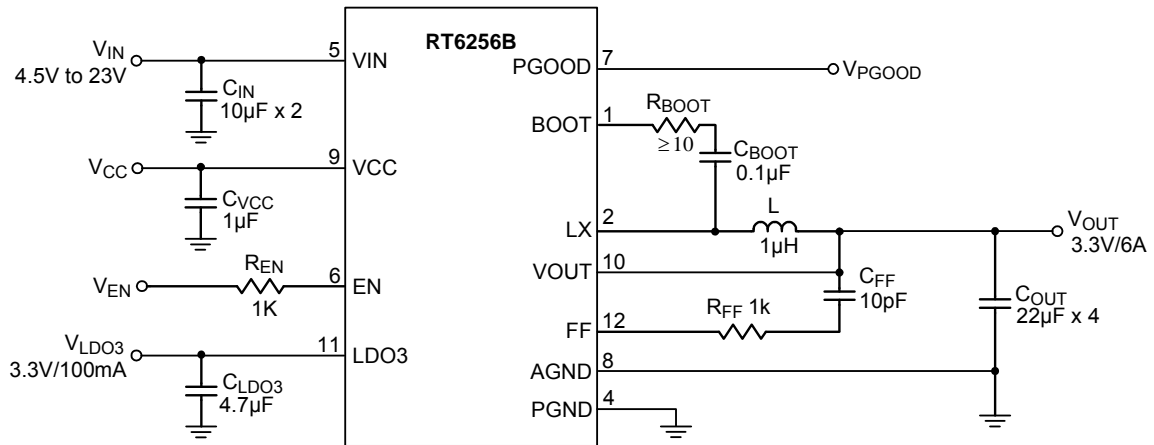 RT6256B
VIN
4.5V to 23V
5
VIN
CIN
10µF x 2
VCC
9
VCC
CVCC
1µF
VEN
REN
1K
6
EN
VLDO3
3.3V/100mA
11
LDO3
CLDO3
4.7µF
PGOOD
7
VPGOOD
BOOT
1
RBOOT
≥10
CBOOT
0.1µF
LX
2
L
1µH
VOUT
3.3V/6A
VOUT
10
CFF
10pF
RFF 1k
FF
12
COUT
22µF x 4
AGND
8
PGND
4